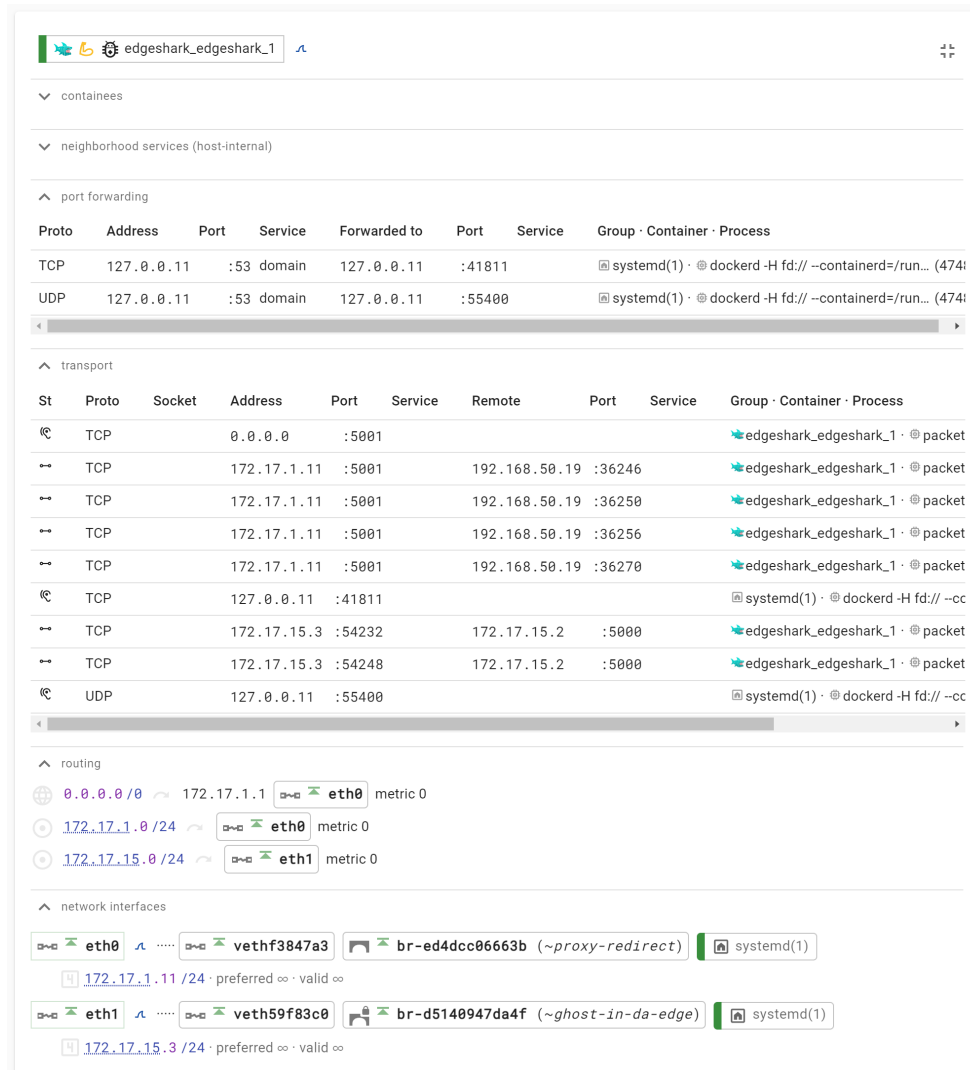 edgeshark_edgeshark_1
containees
neighborhood services (host-internal)
port forwarding
Proto Address Port Service Forwarded to Port Service Group · Container · Process
TCP 127.0.0.11 :53 domain 127.0.0.11 :41811 systemd(1) · dockerd -H fd:// --containerd=/run… (4748
UDP 127.0.0.11 :53 domain 127.0.0.11 :55400 systemd(1) · dockerd -H fd:// --containerd=/run… (4748
transport
St Proto Socket Address Port Service Remote Port Service Group · Container · Process
TCP 0.0.0.0 :5001 edgeshark_edgeshark_1 · packet
TCP 172.17.1.11 :5001 192.168.50.19 :36246 edgeshark_edgeshark_1 · packet
TCP 172.17.1.11 :5001 192.168.50.19 :36250 edgeshark_edgeshark_1 · packet
TCP 172.17.1.11 :5001 192.168.50.19 :36256 edgeshark_edgeshark_1 · packet
TCP 172.17.1.11 :5001 192.168.50.19 :36270 edgeshark_edgeshark_1 · packet
TCP 127.0.0.11 :41811 systemd(1) · dockerd -H fd:// --co
TCP 172.17.15.3 :54232 172.17.15.2 :5000 edgeshark_edgeshark_1 · packet
TCP 172.17.15.3 :54248 172.17.15.2 :5000 edgeshark_edgeshark_1 · packet
UDP 127.0.0.11 :55400 systemd(1) · dockerd -H fd:// --co
routing
0.0.0.0/0 172.17.1.1 eth0 metric 0
172.17.1.0/24 eth0 metric 0
172.17.15.0/24 eth1 metric 0
network interfaces
eth0 ····· vethf3847a3 br-ed4dcc06663b (~proxy-redirect) systemd(1)
4 172.17.1.11/24 · preferred ∞ · valid ∞
eth1 ····· veth59f83c0 br-d5140947da4f (~ghost-in-da-edge) systemd(1)
4 172.17.15.3/24 · preferred ∞ · valid ∞